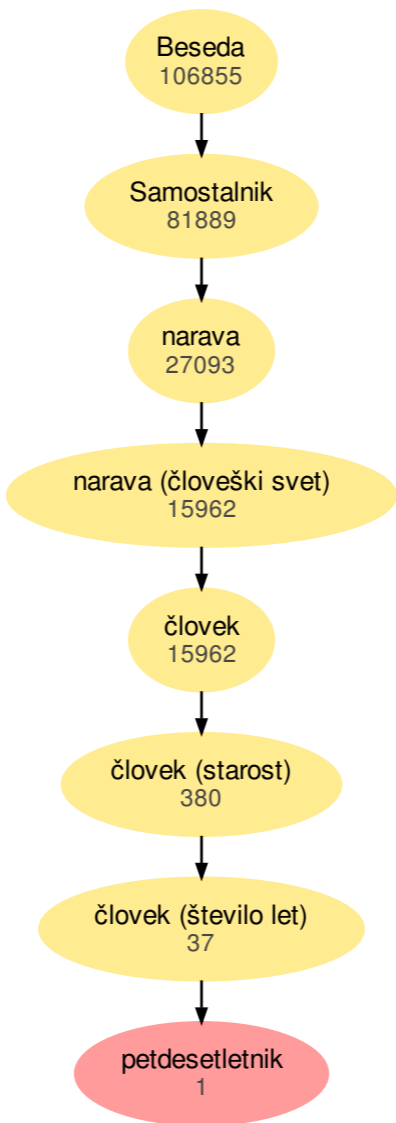 Beseda
106855
Samostalnik
81889
narava
27093
narava (človeški svet)
15962
človek
15962
človek (starost)
380
človek (število let)
37
petdesetletnik
1